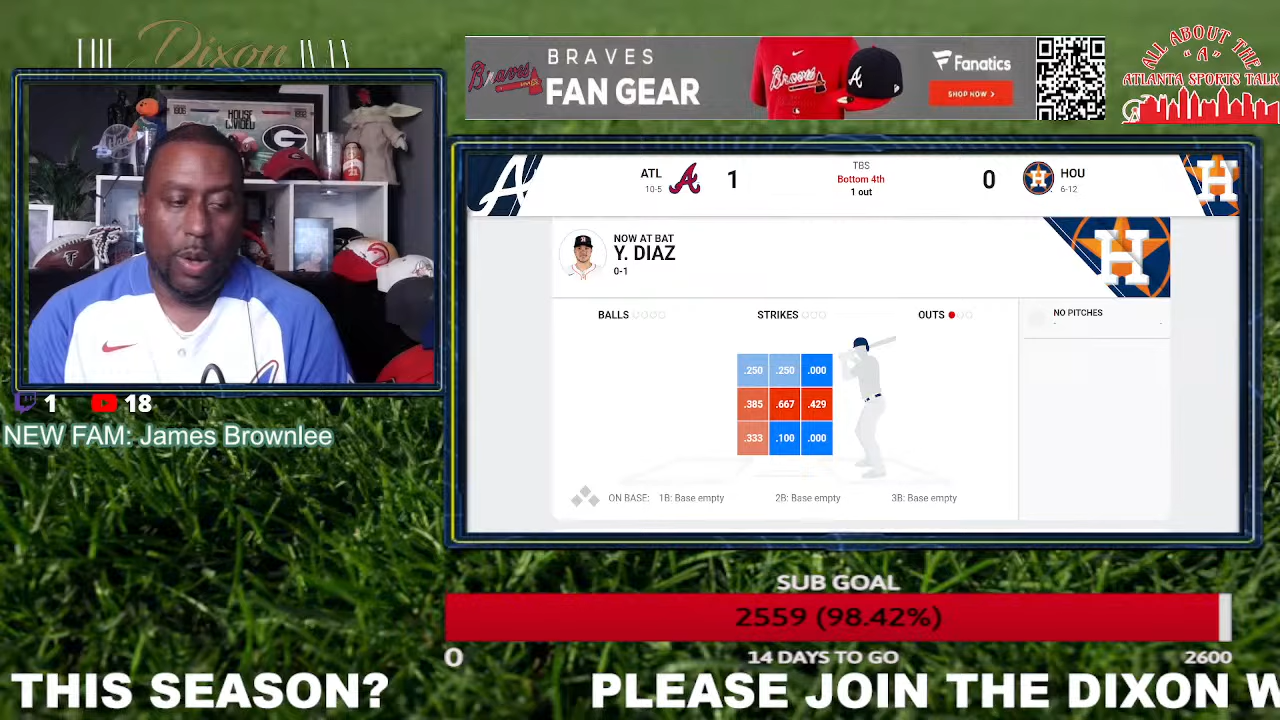 Dixon
HOUSE
DIVIDED
Braves
BRAVES
FAN GEAR
Braves
Fanatics
SHOP NOW >
ALL ABOUT THE
"A"
ATLANTA SPORTS TALK
ATL
10-5
1
TBS
Bottom 4th
1 out
0
HOU
6-12
NOW AT BAT
Y. DIAZ
0-1
BALLS
STRIKES
OUTS
NO PITCHES
-
-
.250 .250 .000
.385 .667 .429
.333 .100 .000
ON BASE: 1B: Base empty 2B: Base empty 3B: Base empty
1 18
NEW FAM: James Brownlee
SUB GOAL
2559 (98.42%)
0 14 DAYS TO GO 2600
THIS SEASON? PLEASE JOIN THE DIXON W